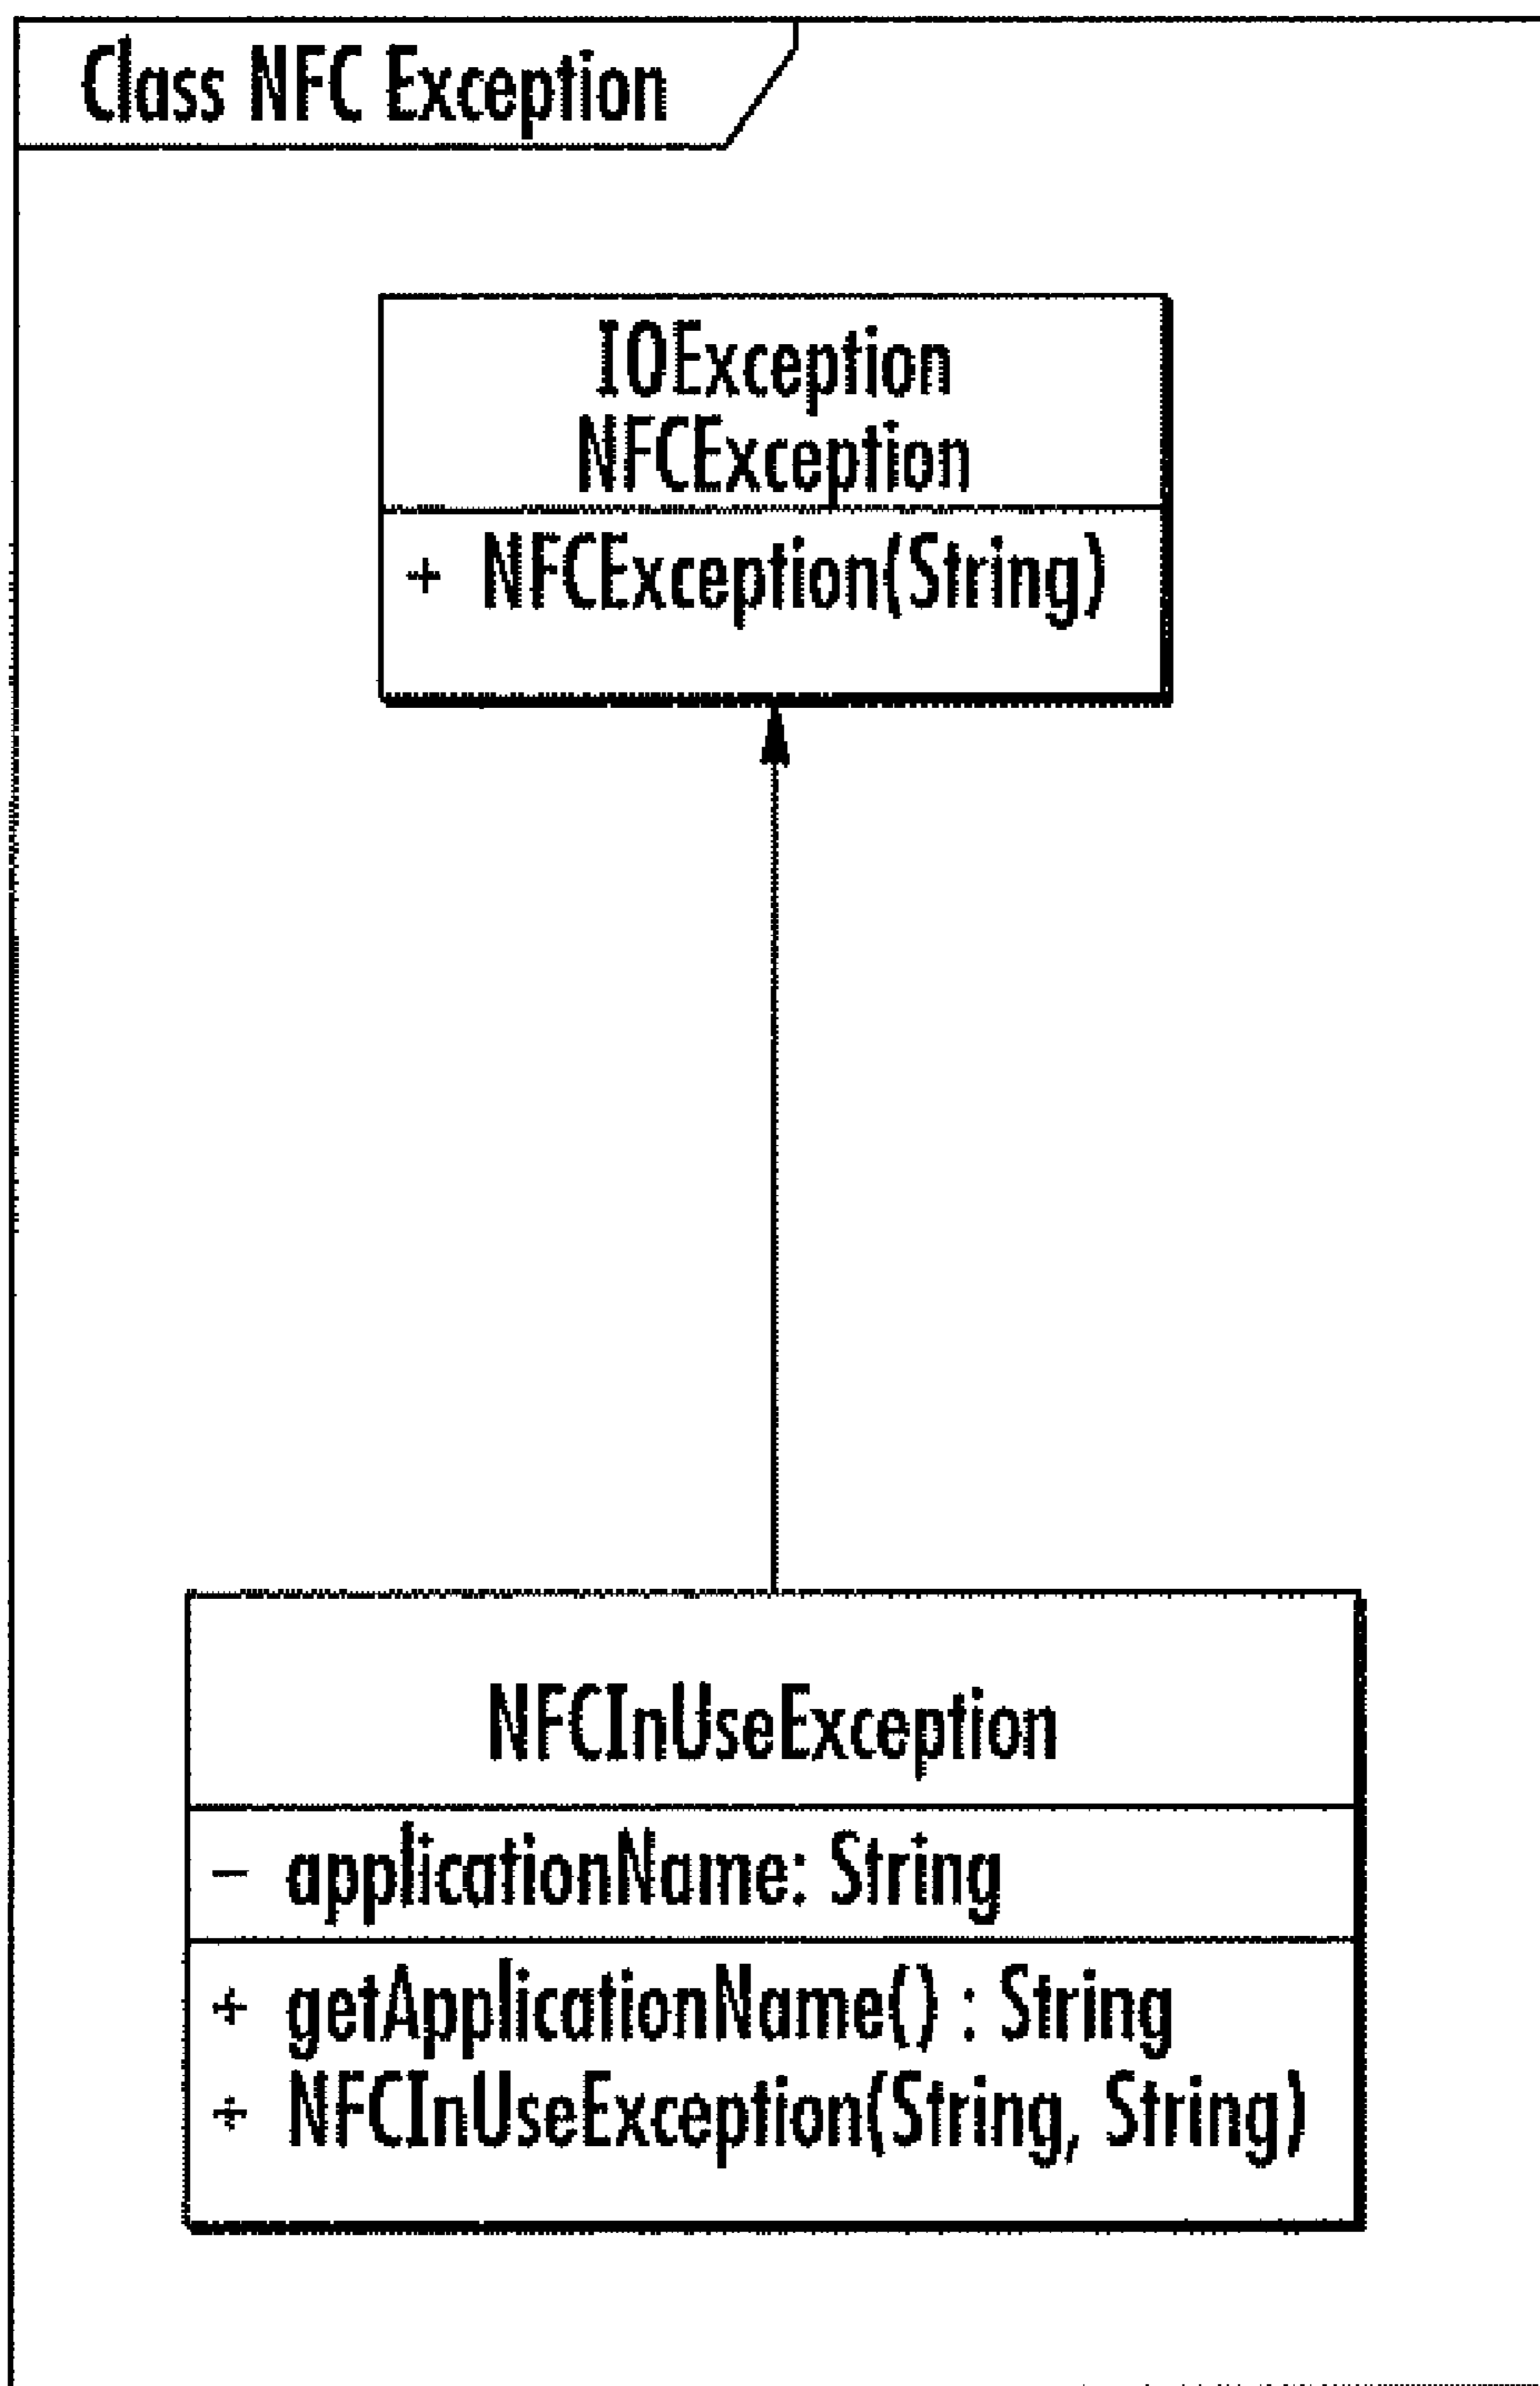 Class NFC Exception
IOException
NFCException
+ NFCException(String)
NFCInUseException
- applicationName: String
+ getApplicationName() : String
+ NFCInUseException(String, String)